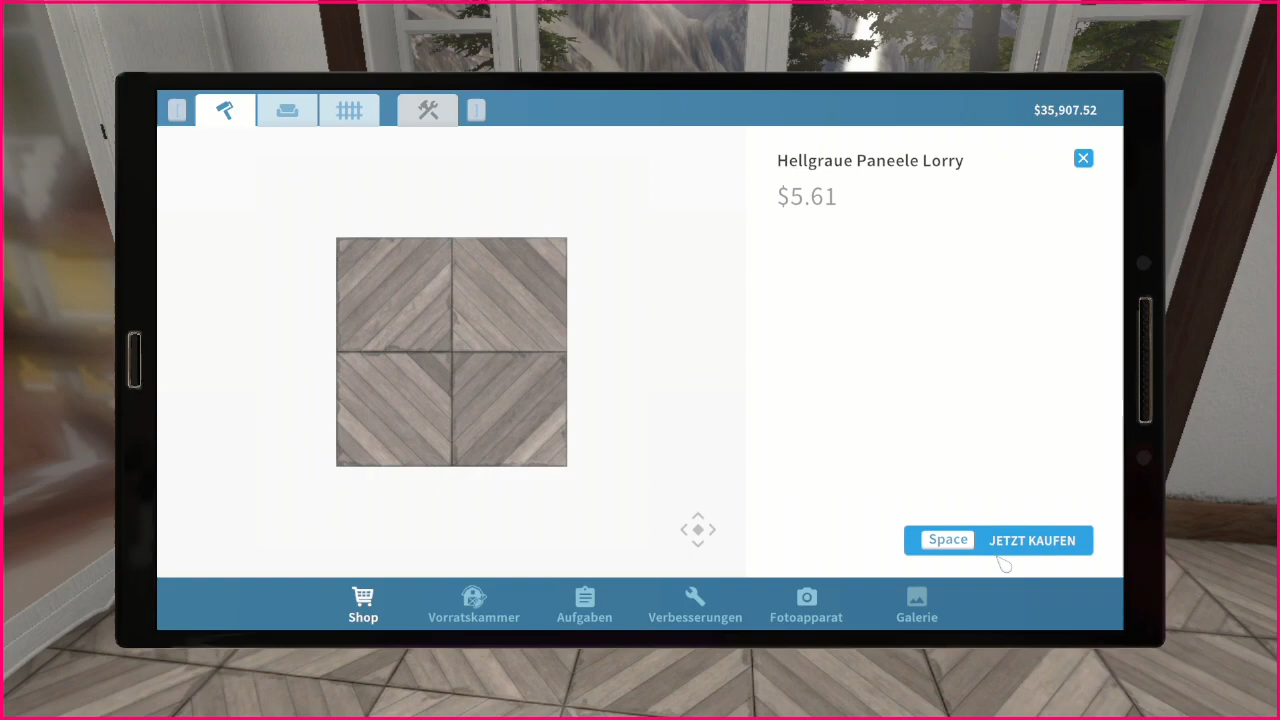 $35,907.52
Hellgraue Paneele Lorry
$5.61
Space JETZT KAUFEN
Shop Vorratskammer Aufgaben Verbesserungen Fotoapparat Galerie